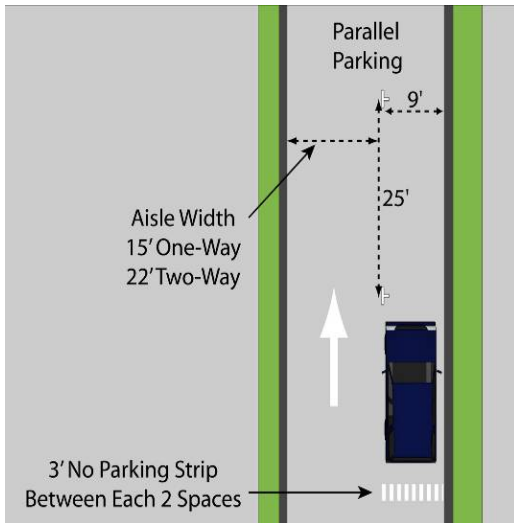 Parallel
Parking
9'
25'
Aisle Width
15' One-Way
22' Two-Way
3' No Parking Strip
Between Each 2 Spaces